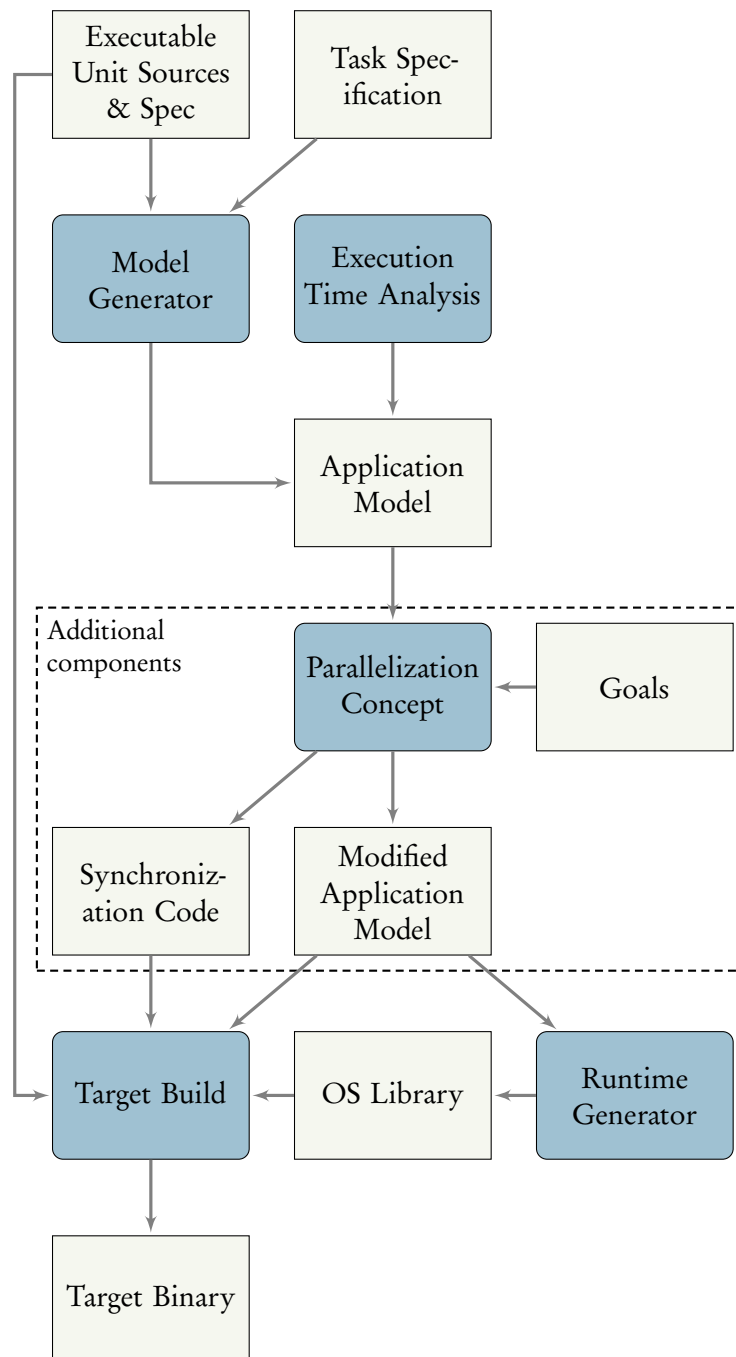 Executable
Unit Sources
& Spec
Task Spec-
ification
Model
Generator
Execution
Time Analysis
Application
Model
Additional
components
Parallelization
Concept
Goals
Synchroniz-
ation Code
Modified
Application
Model
Target Build
OS Library
Runtime
Generator
Target Binary